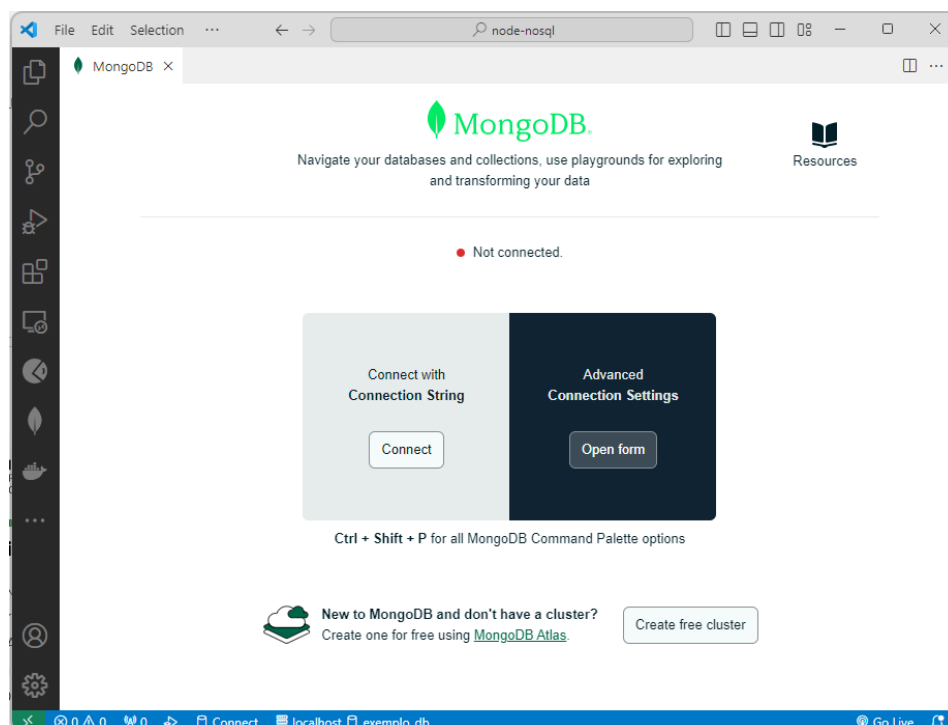 File Edit Selection ··· node-nosql
MongoDB
MongoDB®
Navigate your databases and collections, use playgrounds for exploring
and transforming your data
Resources
Not connected.
Connect with
Connection String
Connect
Advanced
Connection Settings
Open form
Ctrl + Shift + P for all MongoDB Command Palette options
New to MongoDB and don't have a cluster?
Create one for free using MongoDB Atlas.
Create free cluster
0 0 0 Connect localhost exemplo_db Go Live